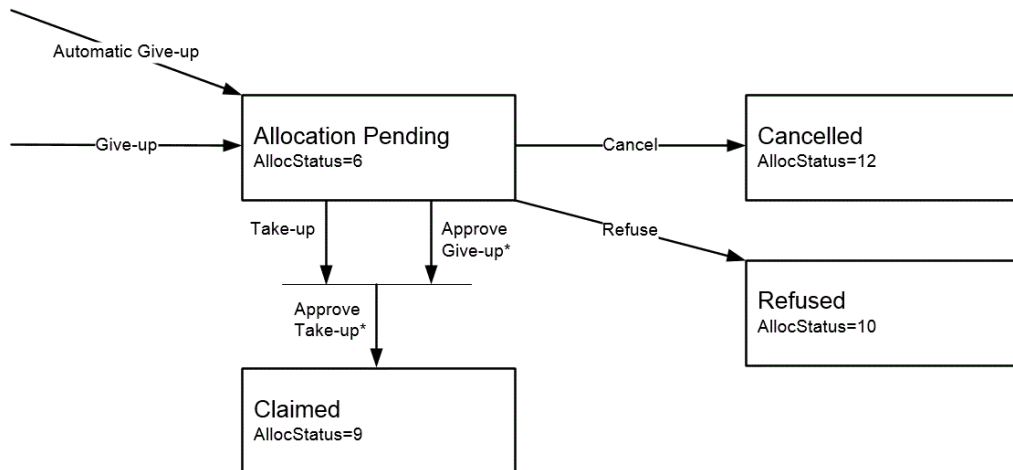 Automatic Give-up
Give-up
Allocation Pending
AllocStatus=6
Cancel
Cancelled
AllocStatus=12
Take-up
Approve
Give-up*
Refuse
Refused
AllocStatus=10
Approve
Take-up*
Claimed
AllocStatus=9